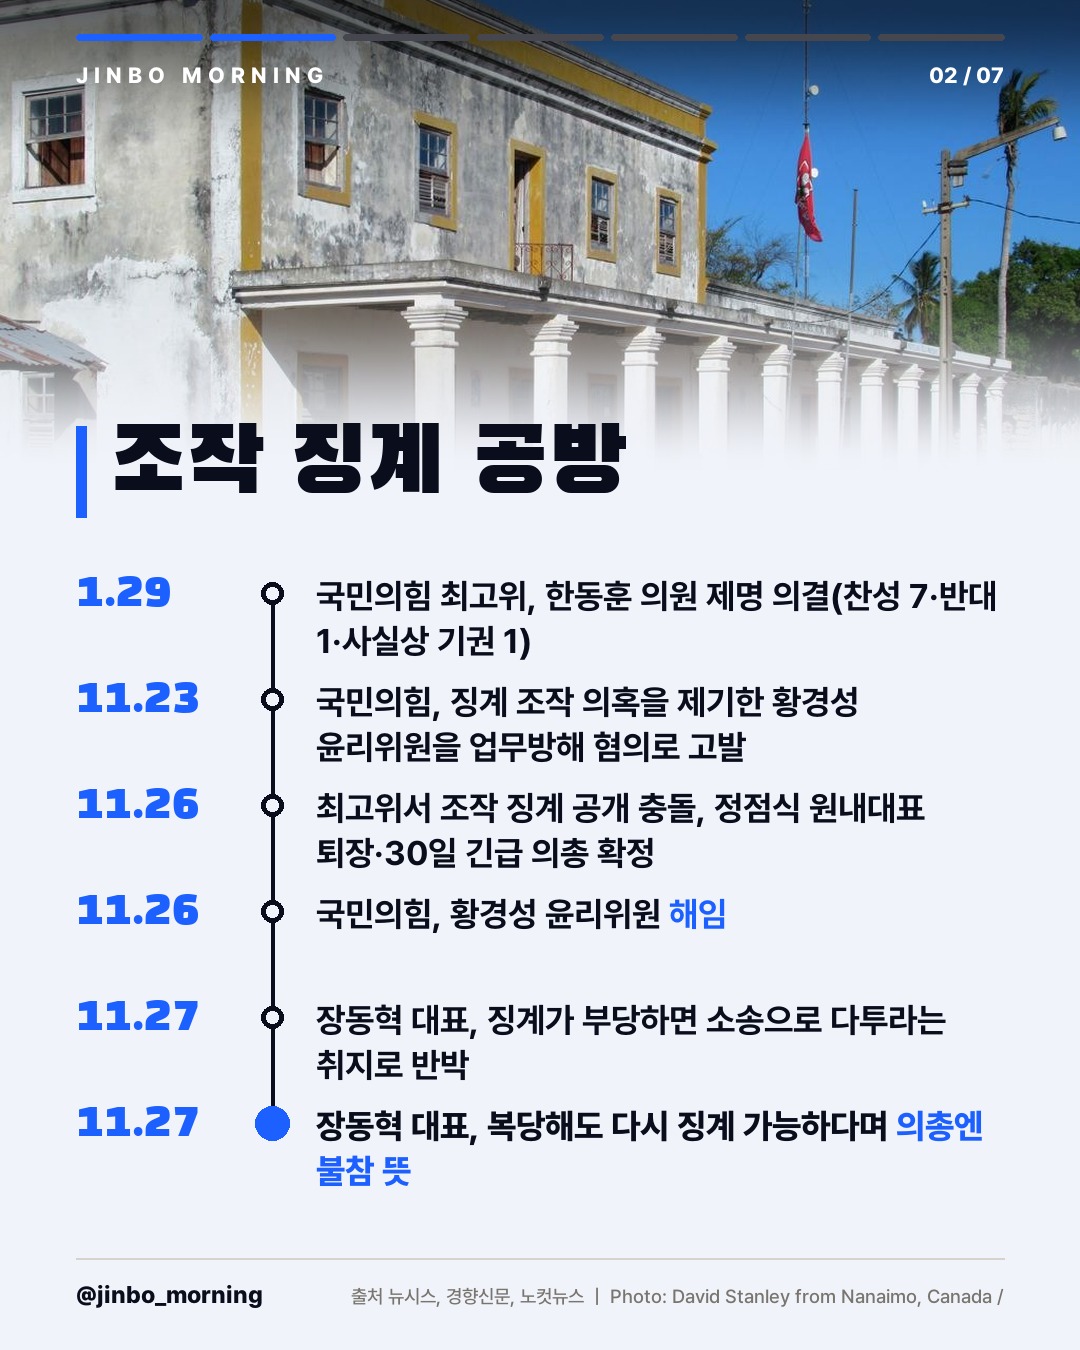 JINBO MORNING
02 / 07
조작 징계 공방
1.29
국민의힘 최고위, 한동훈 의원 제명 의결(찬성 7·반대
1·사실상 기권 1)
11.23
국민의힘, 징계 조작 의혹을 제기한 황경성
윤리위원을 업무방해 혐의로 고발
11.26
최고위서 조작 징계 공개 충돌, 정점식 원내대표
퇴장·30일 긴급 의총 확정
11.26
국민의힘, 황경성 윤리위원 해임
11.27
장동혁 대표, 징계가 부당하면 소송으로 다투라는
취지로 반박
11.27
장동혁 대표, 복당해도 다시 징계 가능하다며 의총엔
불참 뜻
@jinbo_morning
출처 뉴시스, 경향신문, 노컷뉴스 | Photo: David Stanley from Nanaimo, Canada /